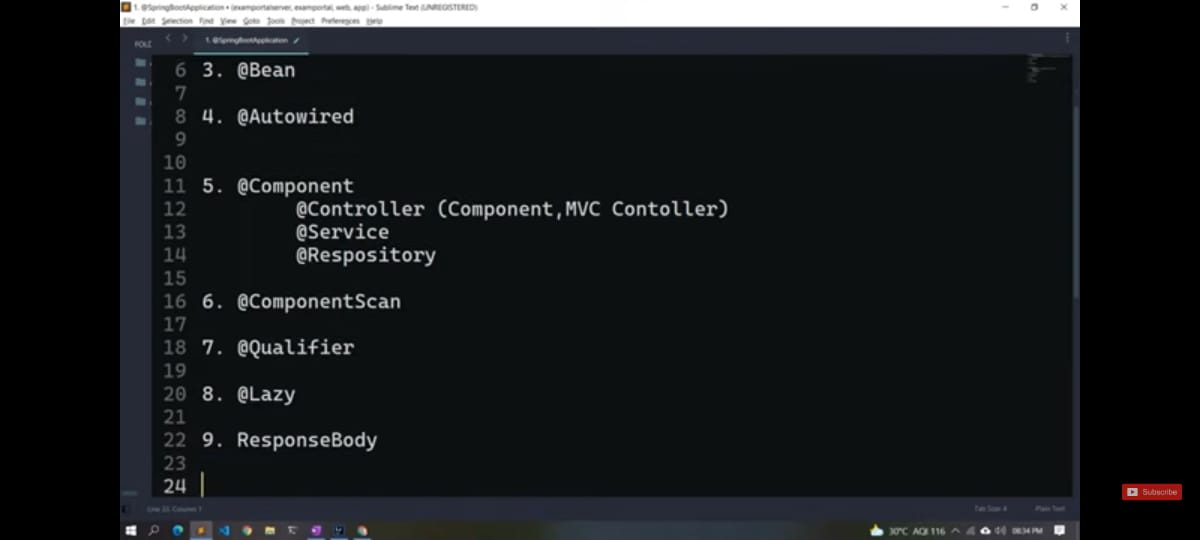 1. @SpringBootApplication • (examportalserver, examportal, web, app) - Sublime Text (UNREGISTERED)
File Edit Selection Find View Goto Tools Project Preferences Help
FOLD
1. @SpringBootApplication
6 3. @Bean
7
8 4. @Autowired
9
10
11 5. @Component
12 @Controller (Component,MVC Contoller)
13 @Service
14 @Respository
15
16 6. @ComponentScan
17
18 7. @Qualifier
19
20 8. @Lazy
21
22 9. ResponseBody
23
24
Subscribe
Line 23, Column 1
Tab Size: 4
Plain Text
30°C AQI 116
08:34 PM